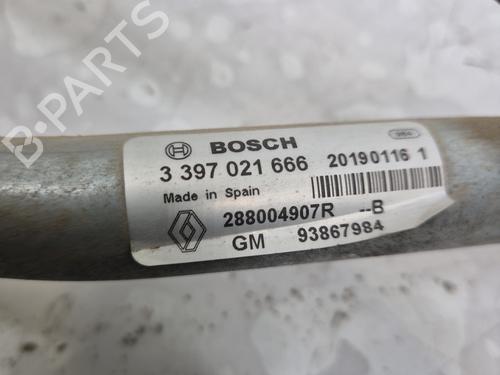 BOSCH
3 397 021 666 20190116 1
Made in Spain
288004907R --B
GM 93867984
B-PARTS